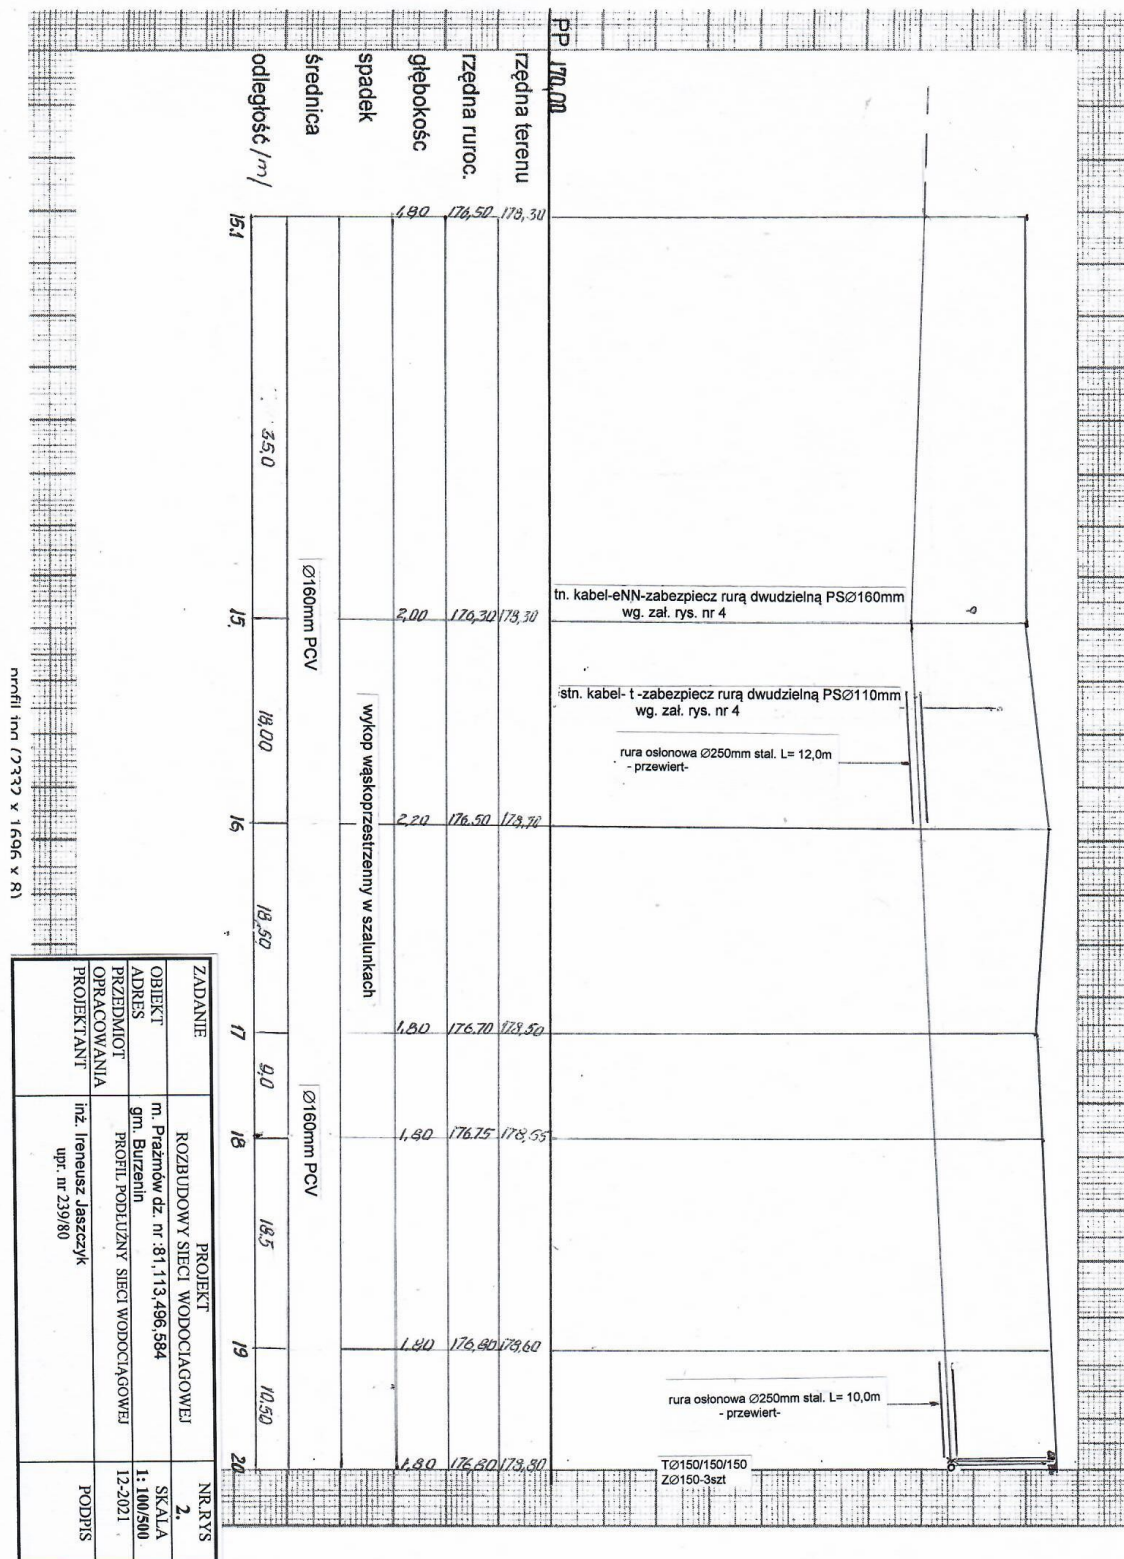 PP 170,00
rzędna terenu
178,30 178,30 178,70 178,50 178,55 178,60 178,80
rzędna ruroc.
176,50 176,30 176.50 176.70 176.75 176,80
głębokośc
1,80 2,00 2,20 1,80 1,80 1,80 1,80
spadek
wykop wąskoprzestrzenny w szalunkach
średnica
Ø160mm PCV
Ø160mm PCV
odległość /m/
35,0 18,00 18,50 9,0 18,5 10.50
15.1 15. 16 17 18 19 20
tn. kabel-eNN-zabezpiecz rurą dwudzielną PSØ160mm
wg. zał. rys. nr 4
stn. kabel- t -zabezpiecz rurą dwudzielną PSØ110mm
wg. zał. rys. nr 4
rura osłonowa Ø250mm stal. L= 12,0m
- przewiert-
rura osłonowa Ø250mm stal. L= 10,0m
- przewiert-
TØ150/150/150
ZØ150-3szt
ZADANIE
PROJEKT
ROZBUDOWY SIECI WODOCIĄGOWEJ
NR.RYS
2.
OBIEKT
ADRES
m. Prażmów dz. nr :81,113,496,584
gm. Burzenin
SKALA
1: 100/500
PRZEDMIOT
OPRACOWANIA
PROFIL PODŁUŻNY SIECI WODOCIĄGOWEJ
12-2021
PROJEKTANT
inż. Ireneusz Jaszczyk
upr. nr 239/80
PODPIS
profil.jpg (2332 x 1696 x 8)